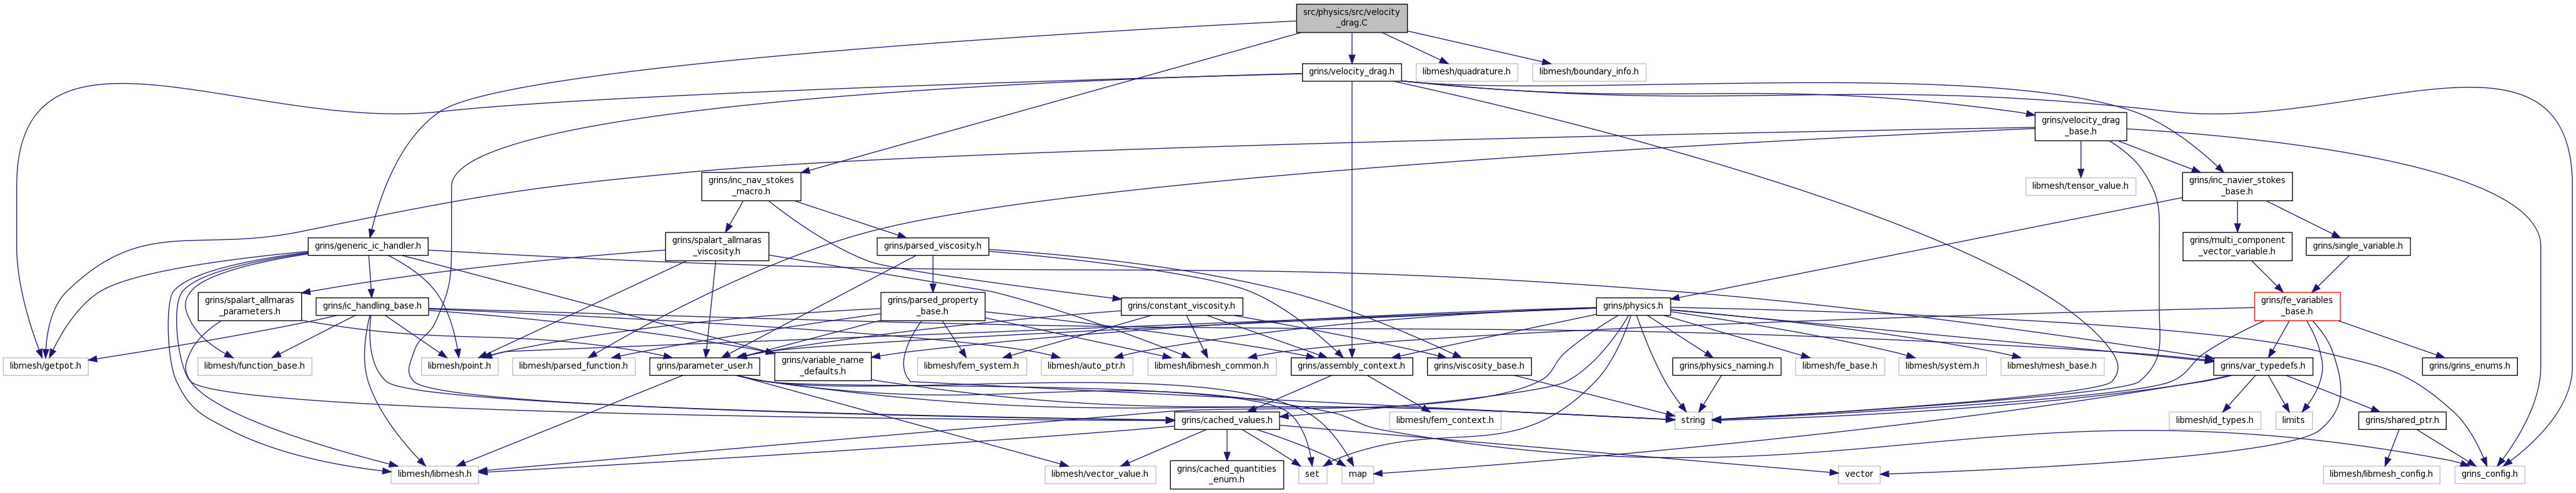 src/physics/src/velocity
_drag.C
grins/velocity_drag.h
libmesh/quadrature.h
libmesh/boundary_info.h
grins/velocity_drag
_base.h
grins/inc_nav_stokes
_macro.h
libmesh/tensor_value.h
grins/inc_navier_stokes
_base.h
grins/generic_ic_handler.h
grins/spalart_allmaras
_viscosity.h
grins/parsed_viscosity.h
grins/multi_component
_vector_variable.h
grins/single_variable.h
grins/spalart_allmaras
_parameters.h
grins/ic_handling_base.h
grins/parsed_property
_base.h
grins/constant_viscosity.h
grins/physics.h
grins/fe_variables
_base.h
libmesh/getpot.h
libmesh/function_base.h
libmesh/point.h
libmesh/parsed_function.h
grins/parameter_user.h
grins/variable_name
_defaults.h
libmesh/fem_system.h
libmesh/auto_ptr.h
libmesh/libmesh_common.h
grins/assembly_context.h
grins/viscosity_base.h
grins/physics_naming.h
libmesh/fe_base.h
libmesh/system.h
libmesh/mesh_base.h
grins/var_typedefs.h
grins/grins_enums.h
grins/cached_values.h
libmesh/fem_context.h
string
libmesh/id_types.h
limits
grins/shared_ptr.h
libmesh/libmesh.h
libmesh/vector_value.h
grins/cached_quantities
_enum.h
set
map
vector
libmesh/libmesh_config.h
grins_config.h